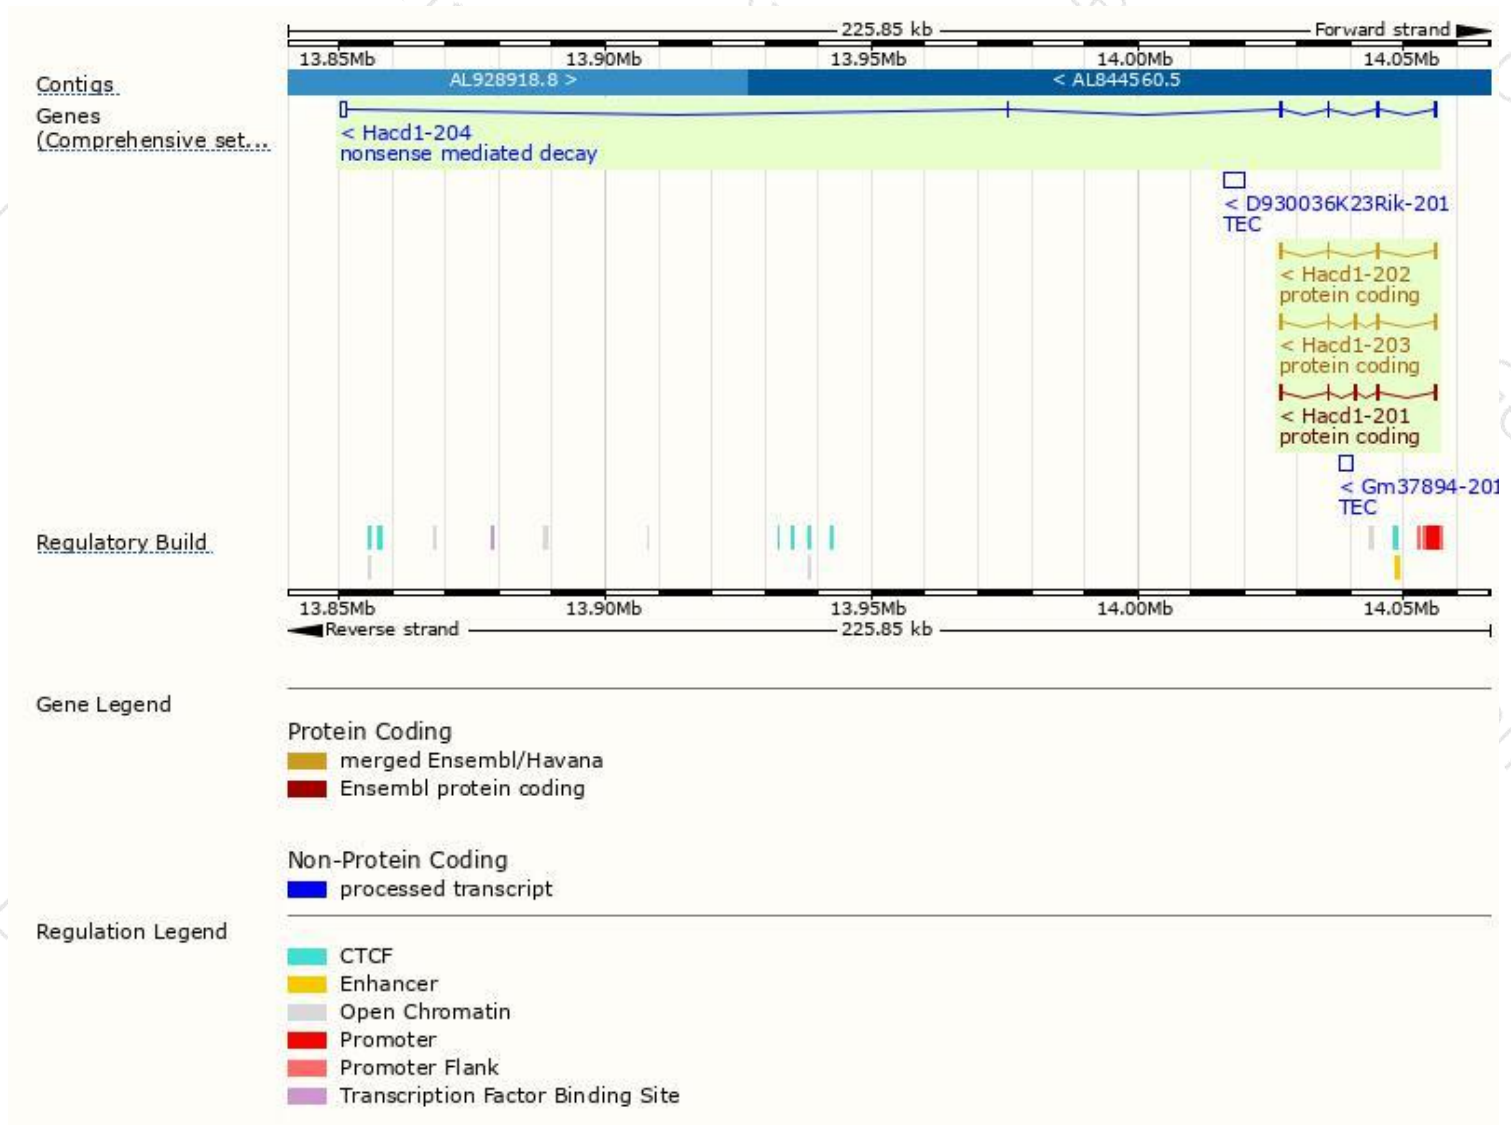 225.85 kb Forward strand
13.85Mb 13.90Mb 13.95Mb 14.00Mb 14.05Mb
Contigs AL928918.8 > < AL844560.5
Genes
(Comprehensive set...
< Hacd1-204
nonsense mediated decay
< D930036K23Rik-201
TEC
< Hacd1-202
protein coding
< Hacd1-203
protein coding
< Hacd1-201
protein coding
< Gm37894-201
TEC
Regulatory Build
13.85Mb 13.90Mb 13.95Mb 14.00Mb 14.05Mb
Reverse strand 225.85 kb
Gene Legend
Protein Coding
merged Ensembl/Havana
Ensembl protein coding
Non-Protein Coding
processed transcript
Regulation Legend
CTCF
Enhancer
Open Chromatin
Promoter
Promoter Flank
Transcription Factor Binding Site